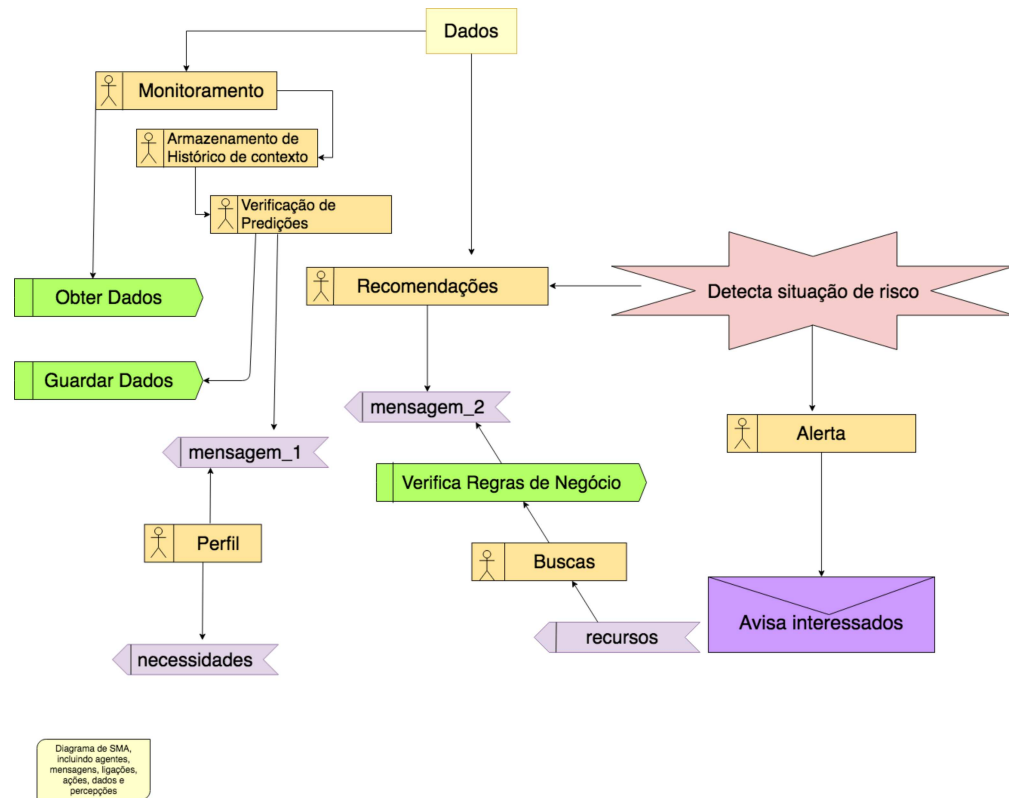 Dados
Monitoramento
Armazenamento de
Histórico de contexto
Verificação de
Predições
Obter Dados
Recomendações
Detecta situação de risco
Guardar Dados
mensagem_2
mensagem_1
Alerta
Verifica Regras de Negócio
Perfil
Buscas
Avisa interessados
recursos
necessidades
Diagrama de SMA,
incluindo agentes,
mensagens, ligações,
ações, dados e
percepções